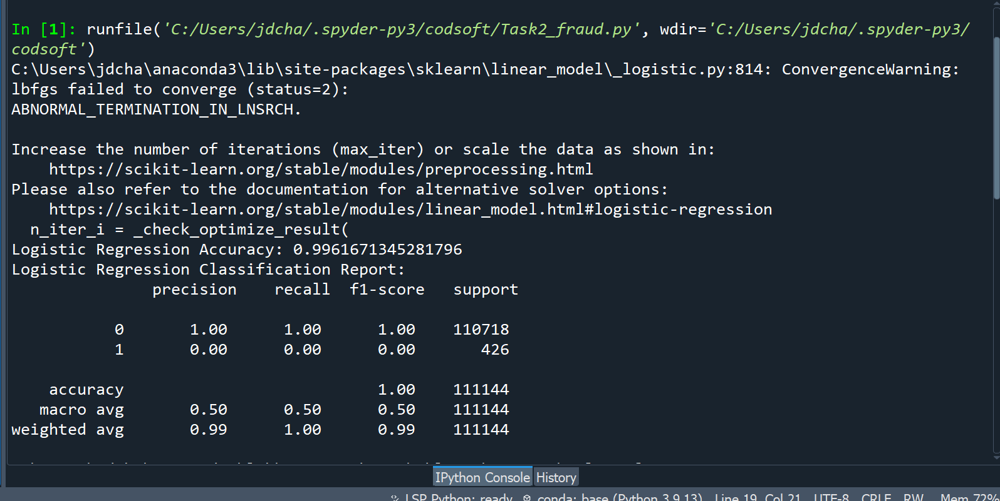 In [1]: runfile('C:/Users/jdcha/.spyder-py3/codsoft/Task2_fraud.py', wdir='C:/Users/jdcha/.spyder-py3/
codsoft')
C:\Users\jdcha\anaconda3\lib\site-packages\sklearn\linear_model\_logistic.py:814: ConvergenceWarning:
lbfgs failed to converge (status=2):
ABNORMAL_TERMINATION_IN_LNSRCH.

Increase the number of iterations (max_iter) or scale the data as shown in:
    https://scikit-learn.org/stable/modules/preprocessing.html
Please also refer to the documentation for alternative solver options:
    https://scikit-learn.org/stable/modules/linear_model.html#logistic-regression
  n_iter_i = _check_optimize_result(
Logistic Regression Accuracy: 0.9961671345281796
Logistic Regression Classification Report:
               precision    recall  f1-score   support

           0       1.00      1.00      1.00    110718
           1       0.00      0.00      0.00       426

    accuracy                           1.00    111144
   macro avg       0.50      0.50      0.50    111144
weighted avg       0.99      1.00      0.99    111144

IPython Console History
LSP Python: ready conda: base (Python 3.9.13) Line 19, Col 21 UTF-8 CRLF RW Mem 72%